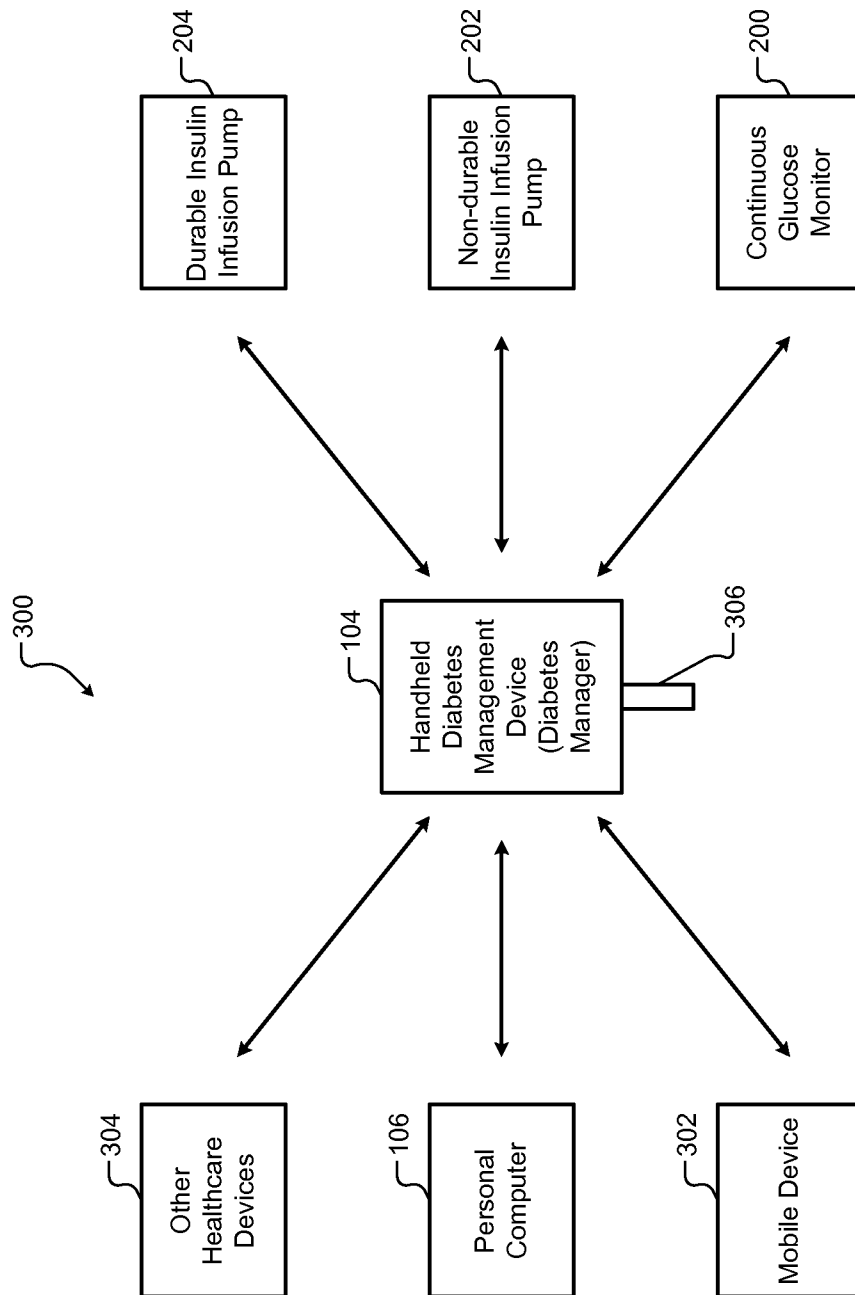 300
304
Other
Healthcare
Devices
106
Personal
Computer
302
Mobile Device
104
Handheld
Diabetes
Management
Device
(Diabetes
Manager)
306
204
Durable Insulin
Infusion Pump
202
Non-durable
Insulin Infusion
Pump
200
Continuous
Glucose
Monitor